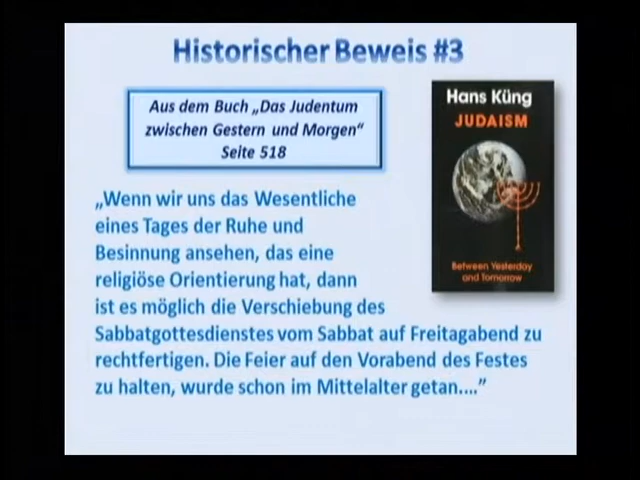 Historischer Beweis #3
Aus dem Buch „Das Judentum
zwischen Gestern und Morgen“
Seite 518
Hans Küng
JUDAISM
Between Yesterday
and Tomorrow
„Wenn wir uns das Wesentliche
eines Tages der Ruhe und
Besinnung ansehen, das eine
religiöse Orientierung hat, dann
ist es möglich die Verschiebung des
Sabbatgottesdienstes vom Sabbat auf Freitagabend zu
rechtfertigen. Die Feier auf den Vorabend des Festes
zu halten, wurde schon im Mittelalter getan....”